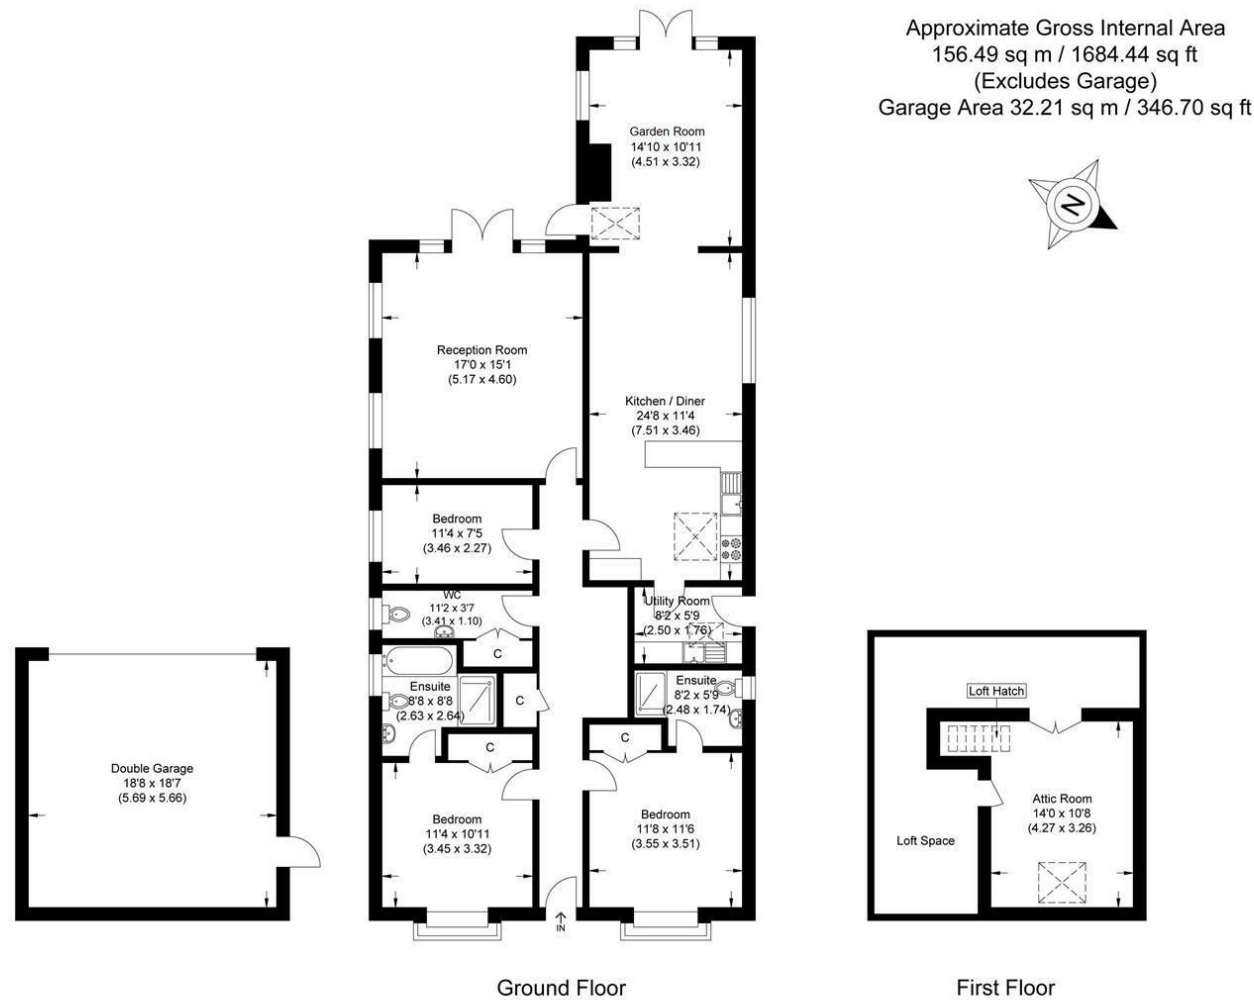 Approximate Gross Internal Area
156.49 sq m / 1684.44 sq ft
(Excludes Garage)
Garage Area 32.21 sq m / 346.70 sq ft
N
Garden Room
14'10 x 10'11
(4.51 x 3.32)
Reception Room
17'0 x 15'1
(5.17 x 4.60)
Kitchen / Diner
24'8 x 11'4
(7.51 x 3.46)
Bedroom
11'4 x 7'5
(3.46 x 2.27)
WC
11'2 x 3'7
(3.41 x 1.10)
C
Utility Room
8'2 x 5'9
(2.50 x 1.76)
Ensuite
8'8 x 8'8
(2.63 x 2.64)
C
Ensuite
8'2 x 5'9
(2.48 x 1.74)
C
C
Bedroom
11'4 x 10'11
(3.45 x 3.32)
Bedroom
11'8 x 11'6
(3.55 x 3.51)
IN
Double Garage
18'8 x 18'7
(5.69 x 5.66)
Loft Hatch
Attic Room
14'0 x 10'8
(4.27 x 3.26)
Loft Space
Ground Floor
First Floor